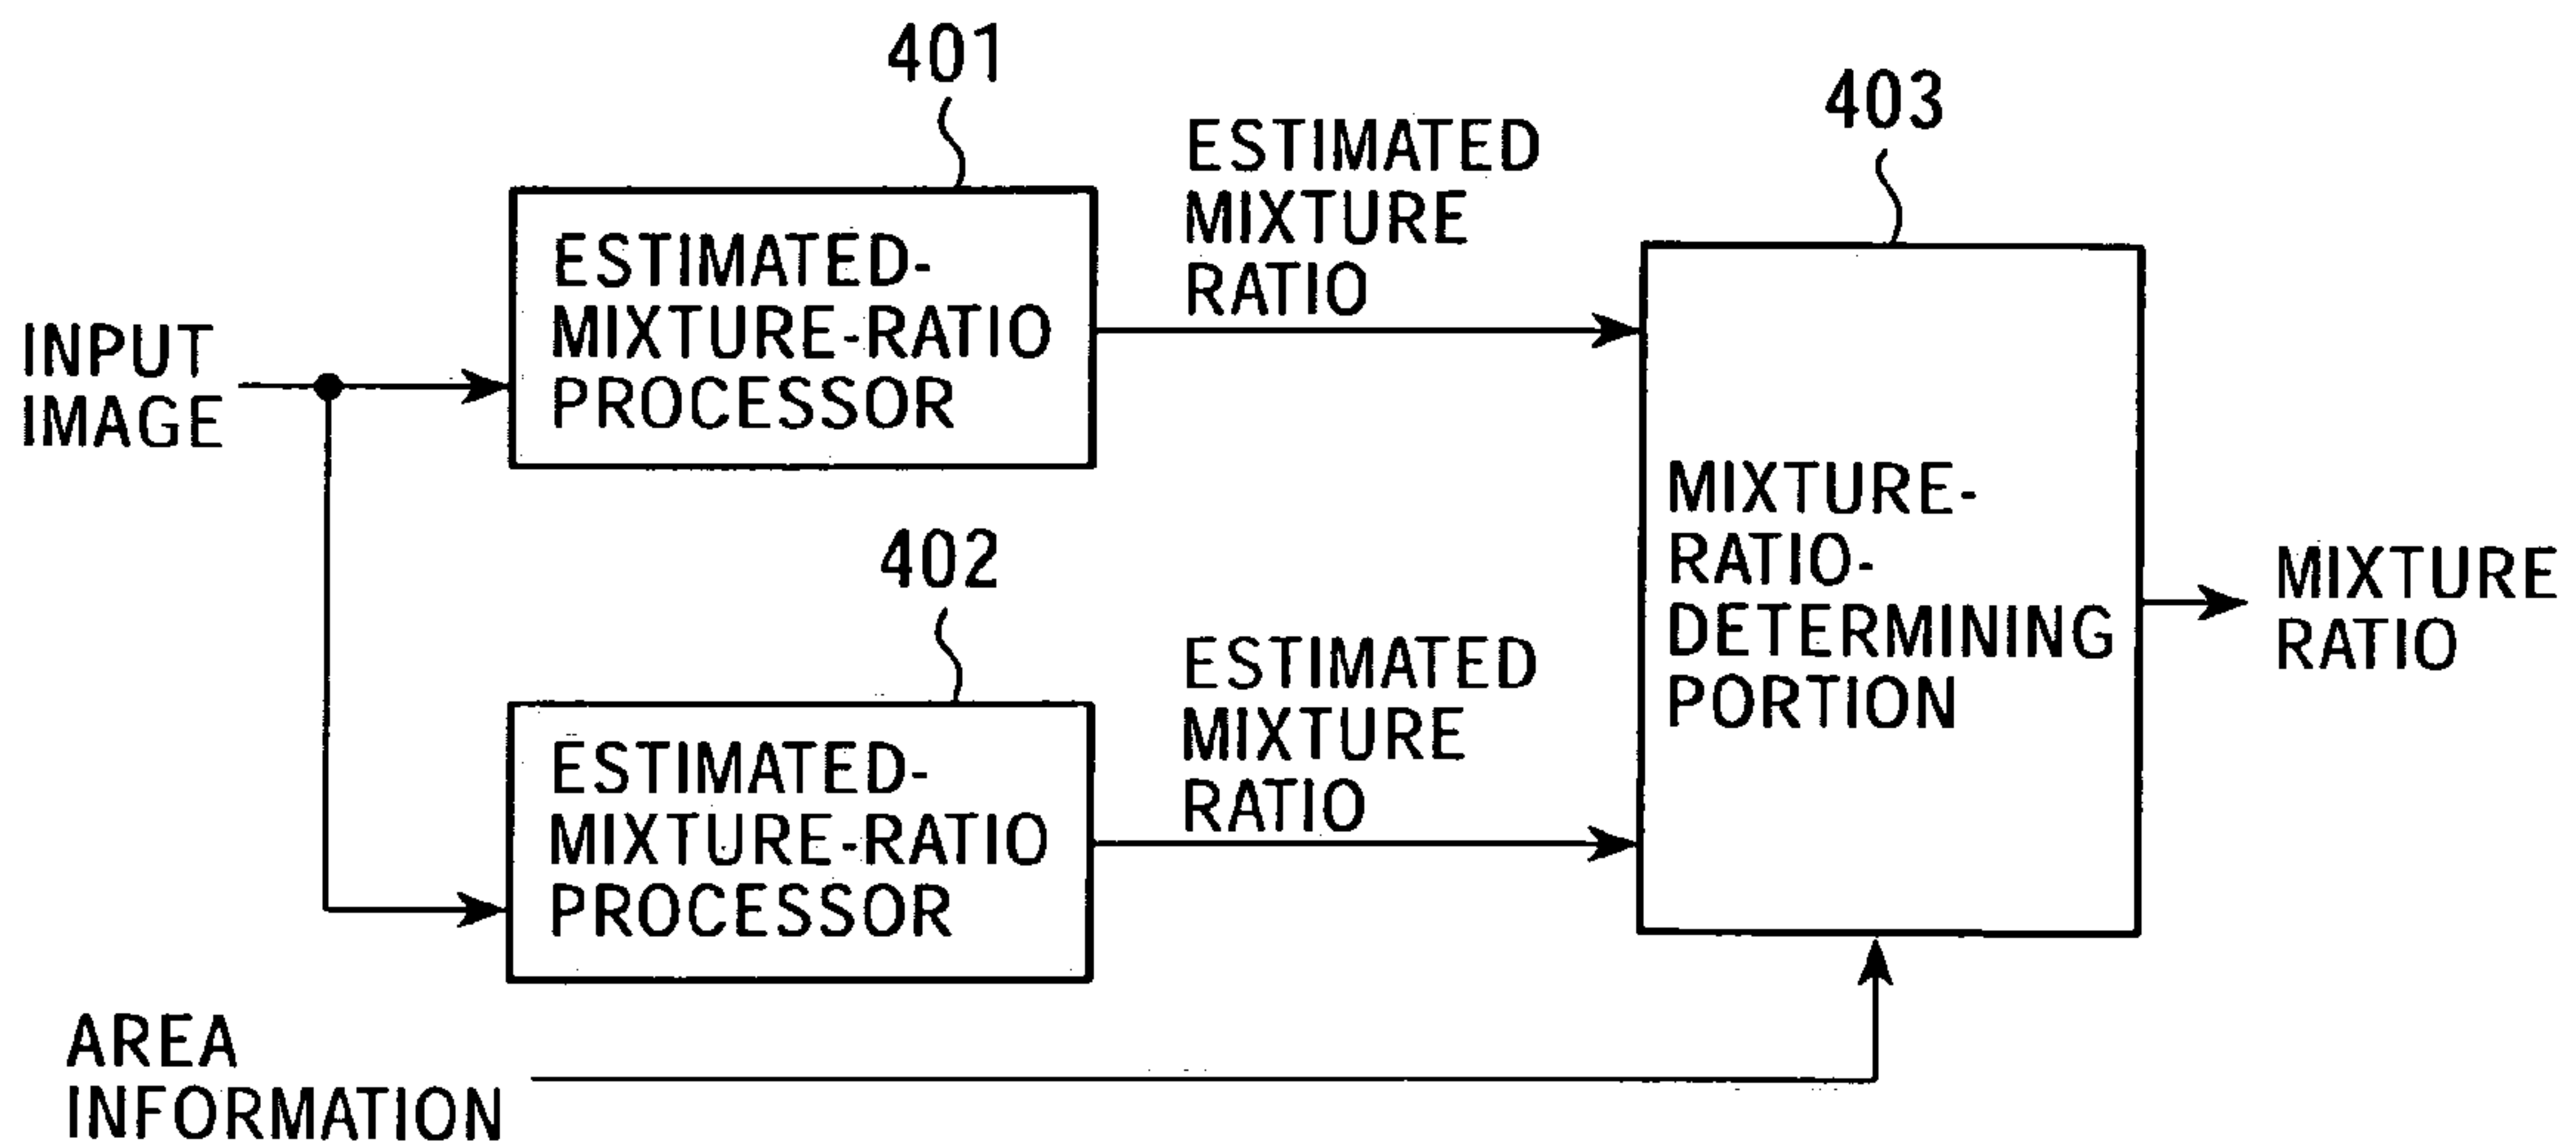 401
403
ESTIMATED
MIXTURE
RATIO
ESTIMATED-
MIXTURE-RATIO
PROCESSOR
INPUT
IMAGE
402
MIXTURE-
RATIO-
DETERMINING
PORTION
MIXTURE
RATIO
ESTIMATED
MIXTURE
RATIO
ESTIMATED-
MIXTURE-RATIO
PROCESSOR
AREA
INFORMATION